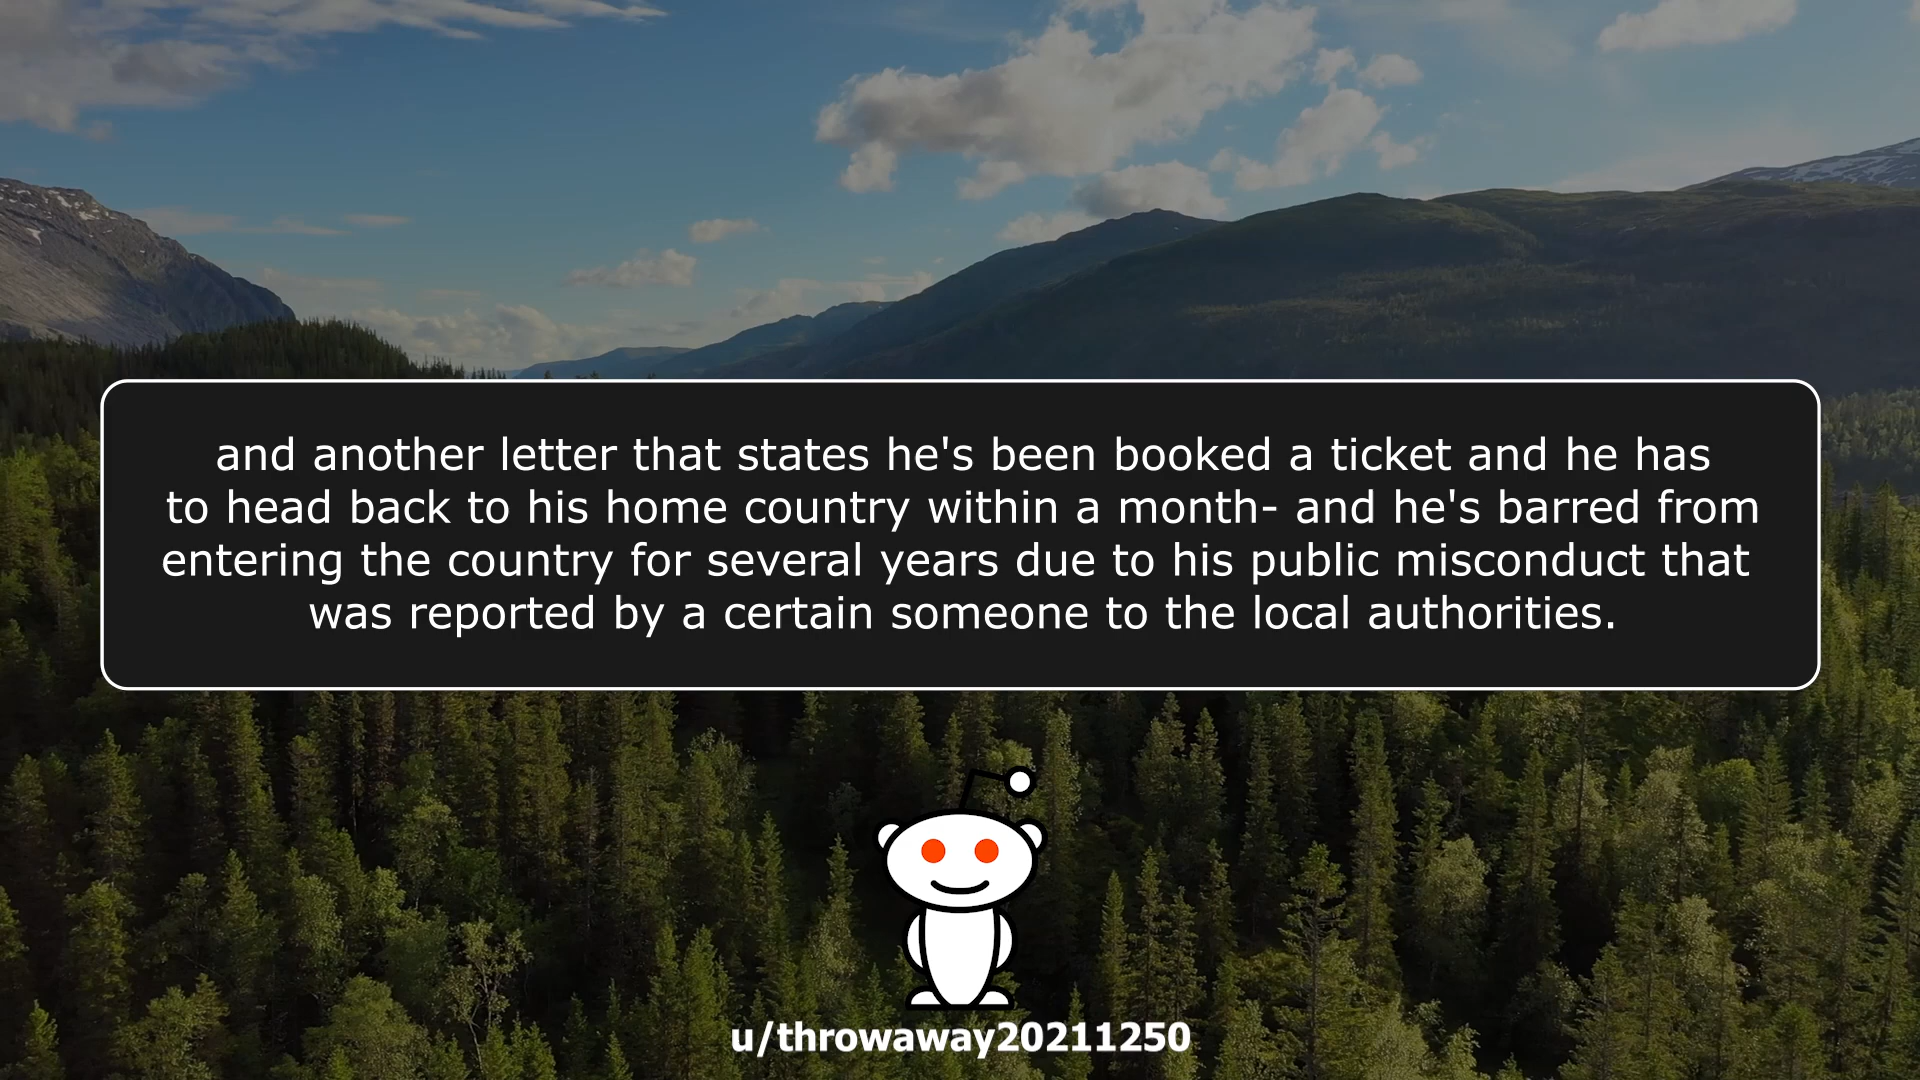 and another letter that states he's been booked a ticket and he has
to head back to his home country within a month- and he's barred from
entering the country for several years due to his public misconduct that
was reported by a certain someone to the local authorities.
u/throwaway20211250